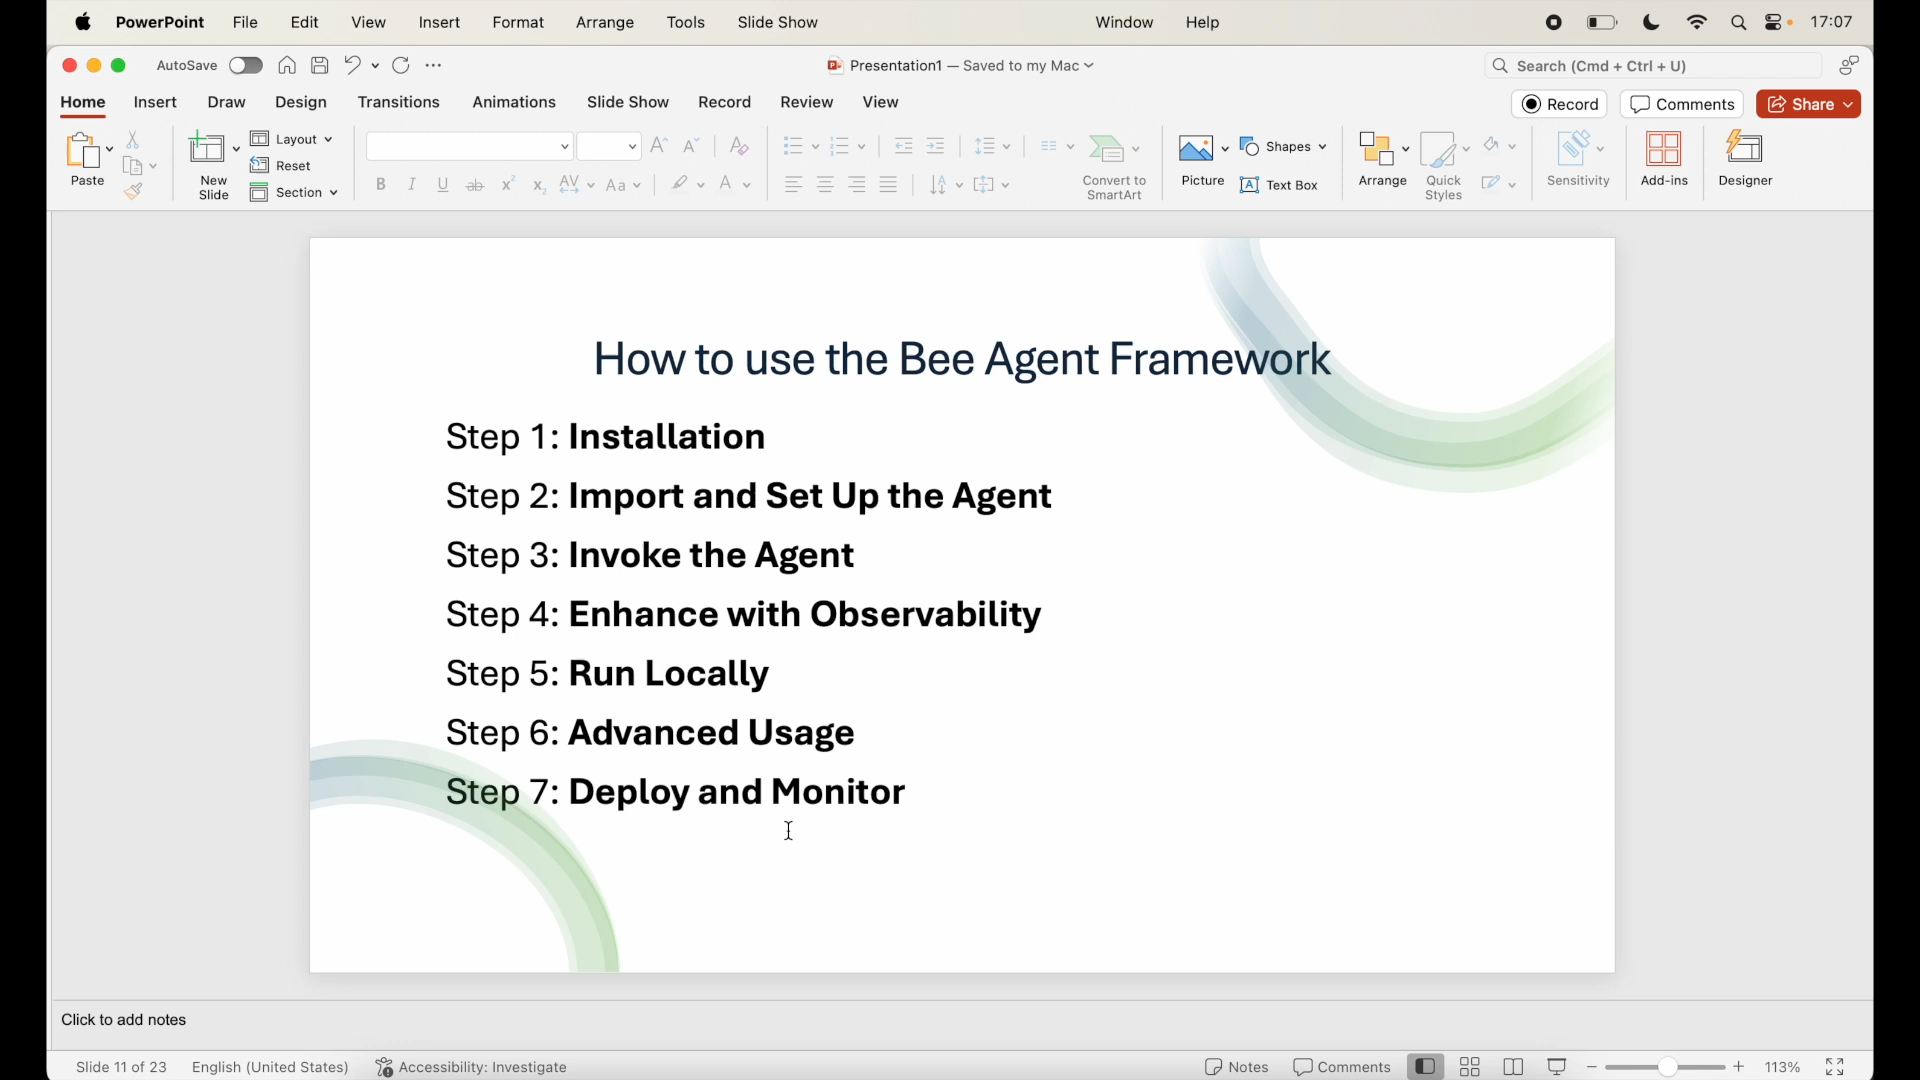 PowerPoint File Edit View Insert Format Arrange Tools Slide Show Window Help 17:07
AutoSave Presentation1 — Saved to my Mac Search (Cmd + Ctrl + U)
Home Insert Draw Design Transitions Animations Slide Show Record Review View Record Comments Share
Paste New Slide Layout Reset Section Convert to SmartArt Picture Shapes Text Box Arrange Quick Styles Sensitivity Add-ins Designer
How to use the Bee Agent Framework
Step 1: Installation
Step 2: Import and Set Up the Agent
Step 3: Invoke the Agent
Step 4: Enhance with Observability
Step 5: Run Locally
Step 6: Advanced Usage
Step 7: Deploy and Monitor
Click to add notes
Slide 11 of 23 English (United States) Accessibility: Investigate Notes Comments 113%